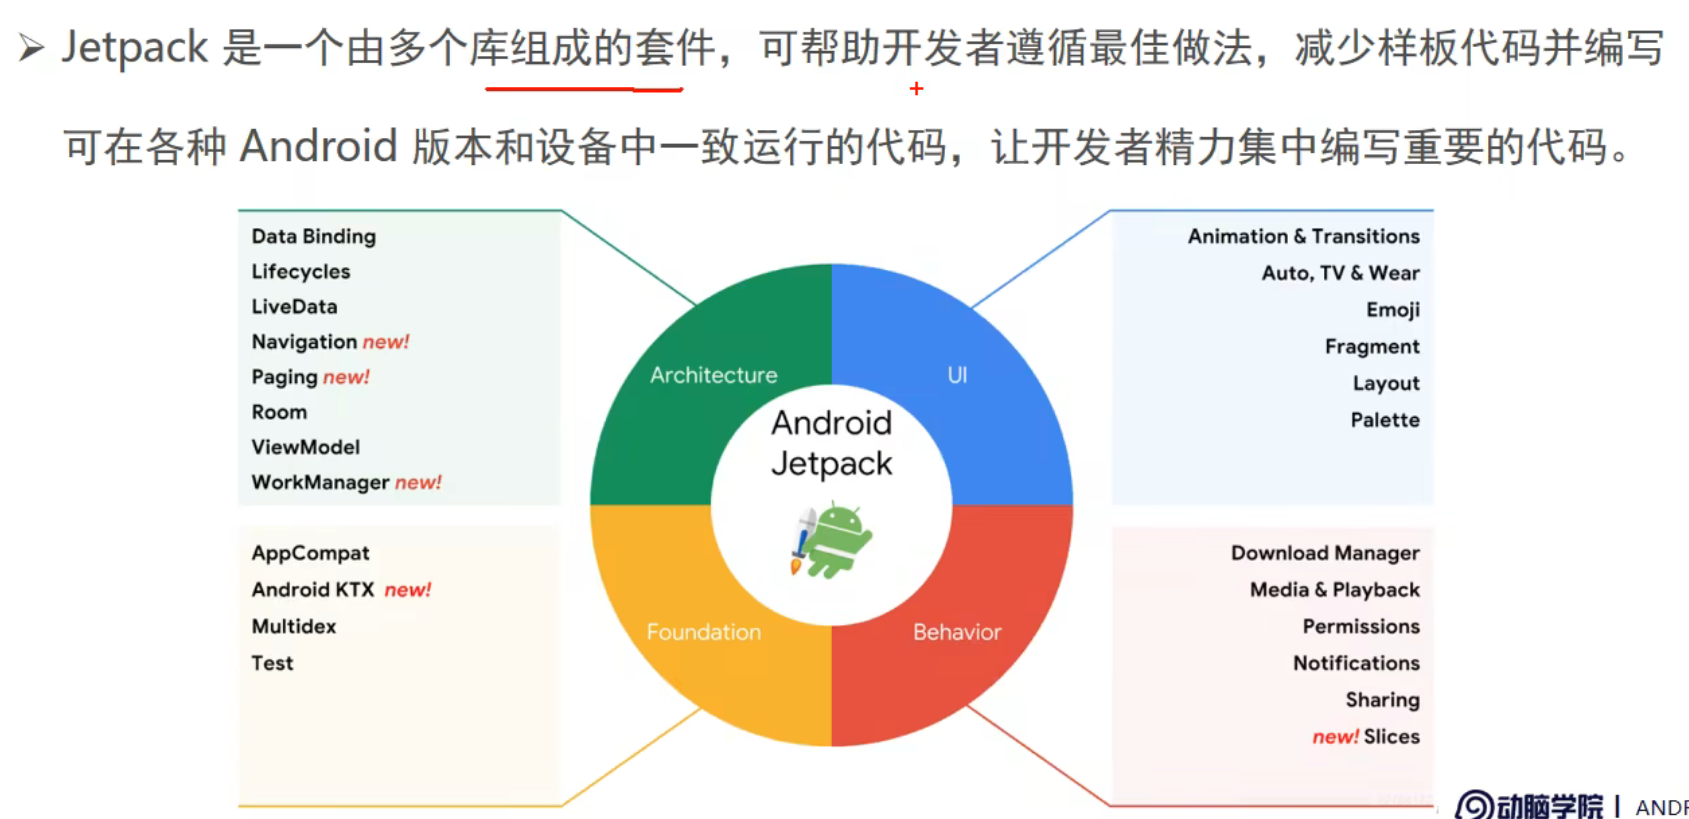 Jetpack 是一个由多个库组成的套件，可帮助开发者遵循最佳做法，减少样板代码并编写
可在各种 Android 版本和设备中一致运行的代码，让开发者精力集中编写重要的代码。
Data Binding
Lifecycles
LiveData
Navigation new!
Paging new!
Room
ViewModel
WorkManager new!
Animation & Transitions
Auto, TV & Wear
Emoji
Fragment
Layout
Palette
Architecture
UI
Android
Jetpack
Foundation
Behavior
AppCompat
Android KTX new!
Multidex
Test
Download Manager
Media & Playback
Permissions
Notifications
Sharing
new! Slices
动脑学院 | ANDR